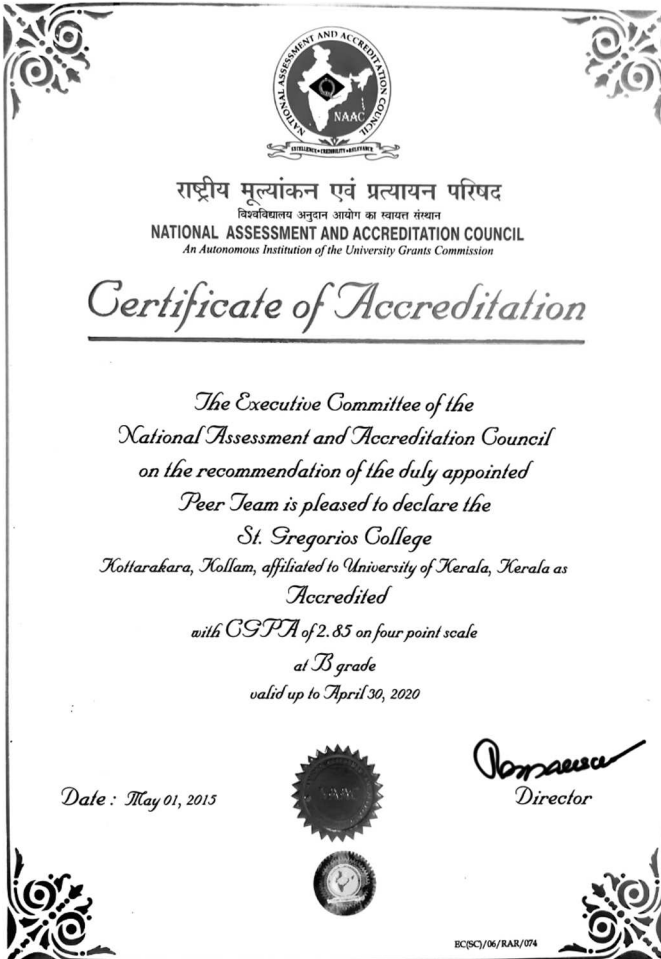 NATIONAL ASSESSMENT AND ACCREDITATION COUNCIL
NAAC
EXCELLENCE • CREDIBILITY • RELEVANCE
राष्ट्रीय मूल्यांकन एवं प्रत्यायन परिषद
विश्वविद्यालय अनुदान आयोग का स्वायत्त संस्थान
NATIONAL ASSESSMENT AND ACCREDITATION COUNCIL
An Autonomous Institution of the University Grants Commission
Certificate of Accreditation
The Executive Committee of the
National Assessment and Accreditation Council
on the recommendation of the duly appointed
Peer Team is pleased to declare the
St. Gregorios College
Kottarakara, Kollam, affiliated to University of Kerala, Kerala as
Accredited
with CGPA of 2.85 on four point scale
at B grade
valid up to April 30, 2020
Date : May 01, 2015
Director
EC(SC)/06/RAR/074